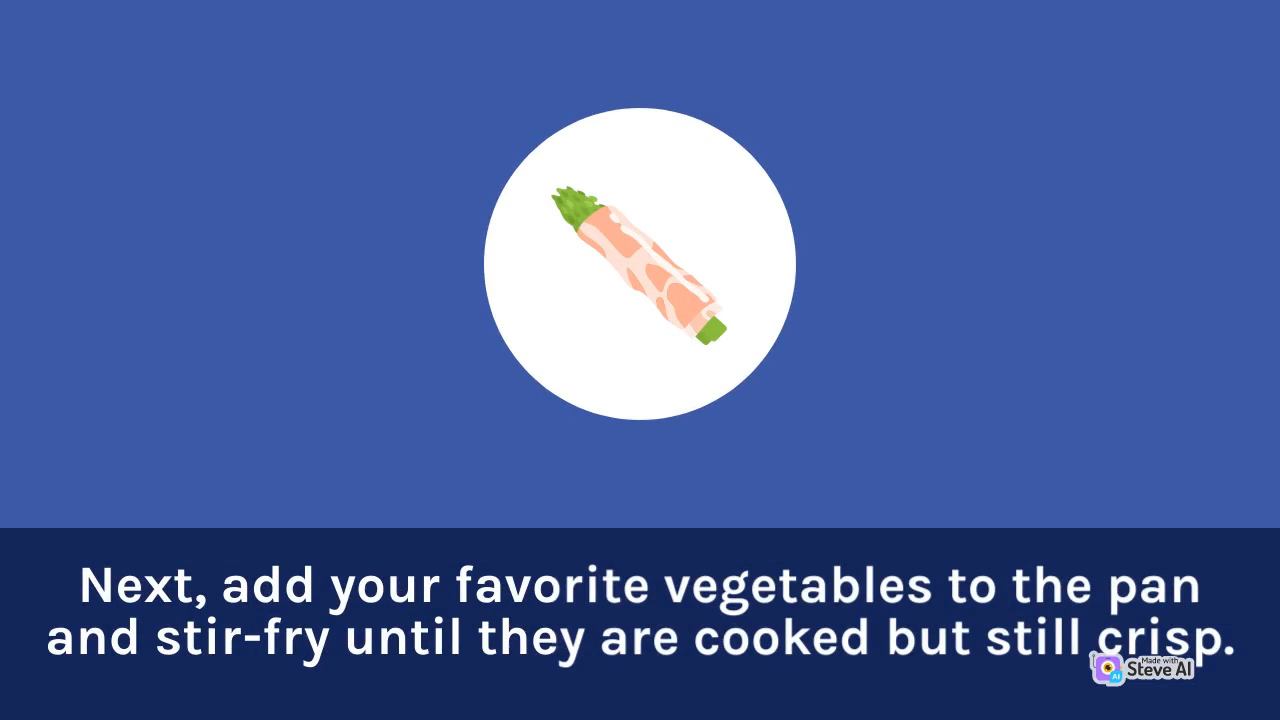 Next, add your favorite vegetables to the pan
and stir-fry until they are cooked but still crisp.
Made with
Steve AI
AI